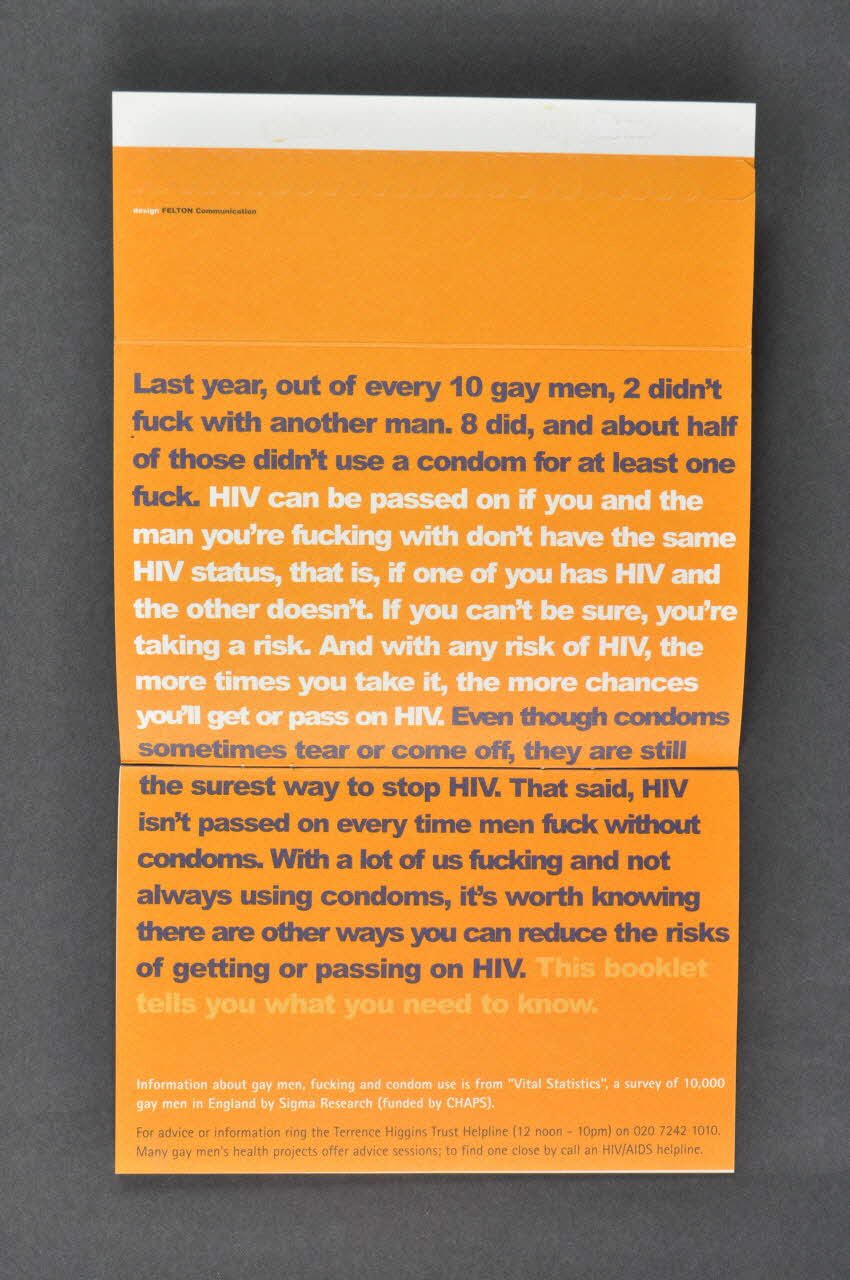 design FELTON Communication
Last year, out of every 10 gay men, 2 didn't
fuck with another man. 8 did, and about half
of those didn't use a condom for at least one
fuck. HIV can be passed on if you and the
man you're fucking with don't have the same
HIV status, that is, if one of you has HIV and
the other doesn't. If you can't be sure, you're
taking a risk. And with any risk of HIV, the
more times you take it, the more chances
you'll get or pass on HIV. Even though condoms
sometimes tear or come off, they are still
the surest way to stop HIV. That said, HIV
isn't passed on every time men fuck without
condoms. With a lot of us fucking and not
always using condoms, it's worth knowing
there are other ways you can reduce the risks
of getting or passing on HIV. This booklet
tells you what you need to know.
Information about gay men, fucking and condom use is from "Vital Statistics", a survey of 10,000
gay men in England by Sigma Research (funded by CHAPS).
For advice or information ring the Terrence Higgins Trust Helpline (12 noon - 10pm) on 020 7242 1010.
Many gay men's health projects offer advice sessions; to find one close by call an HIV/AIDS helpline.